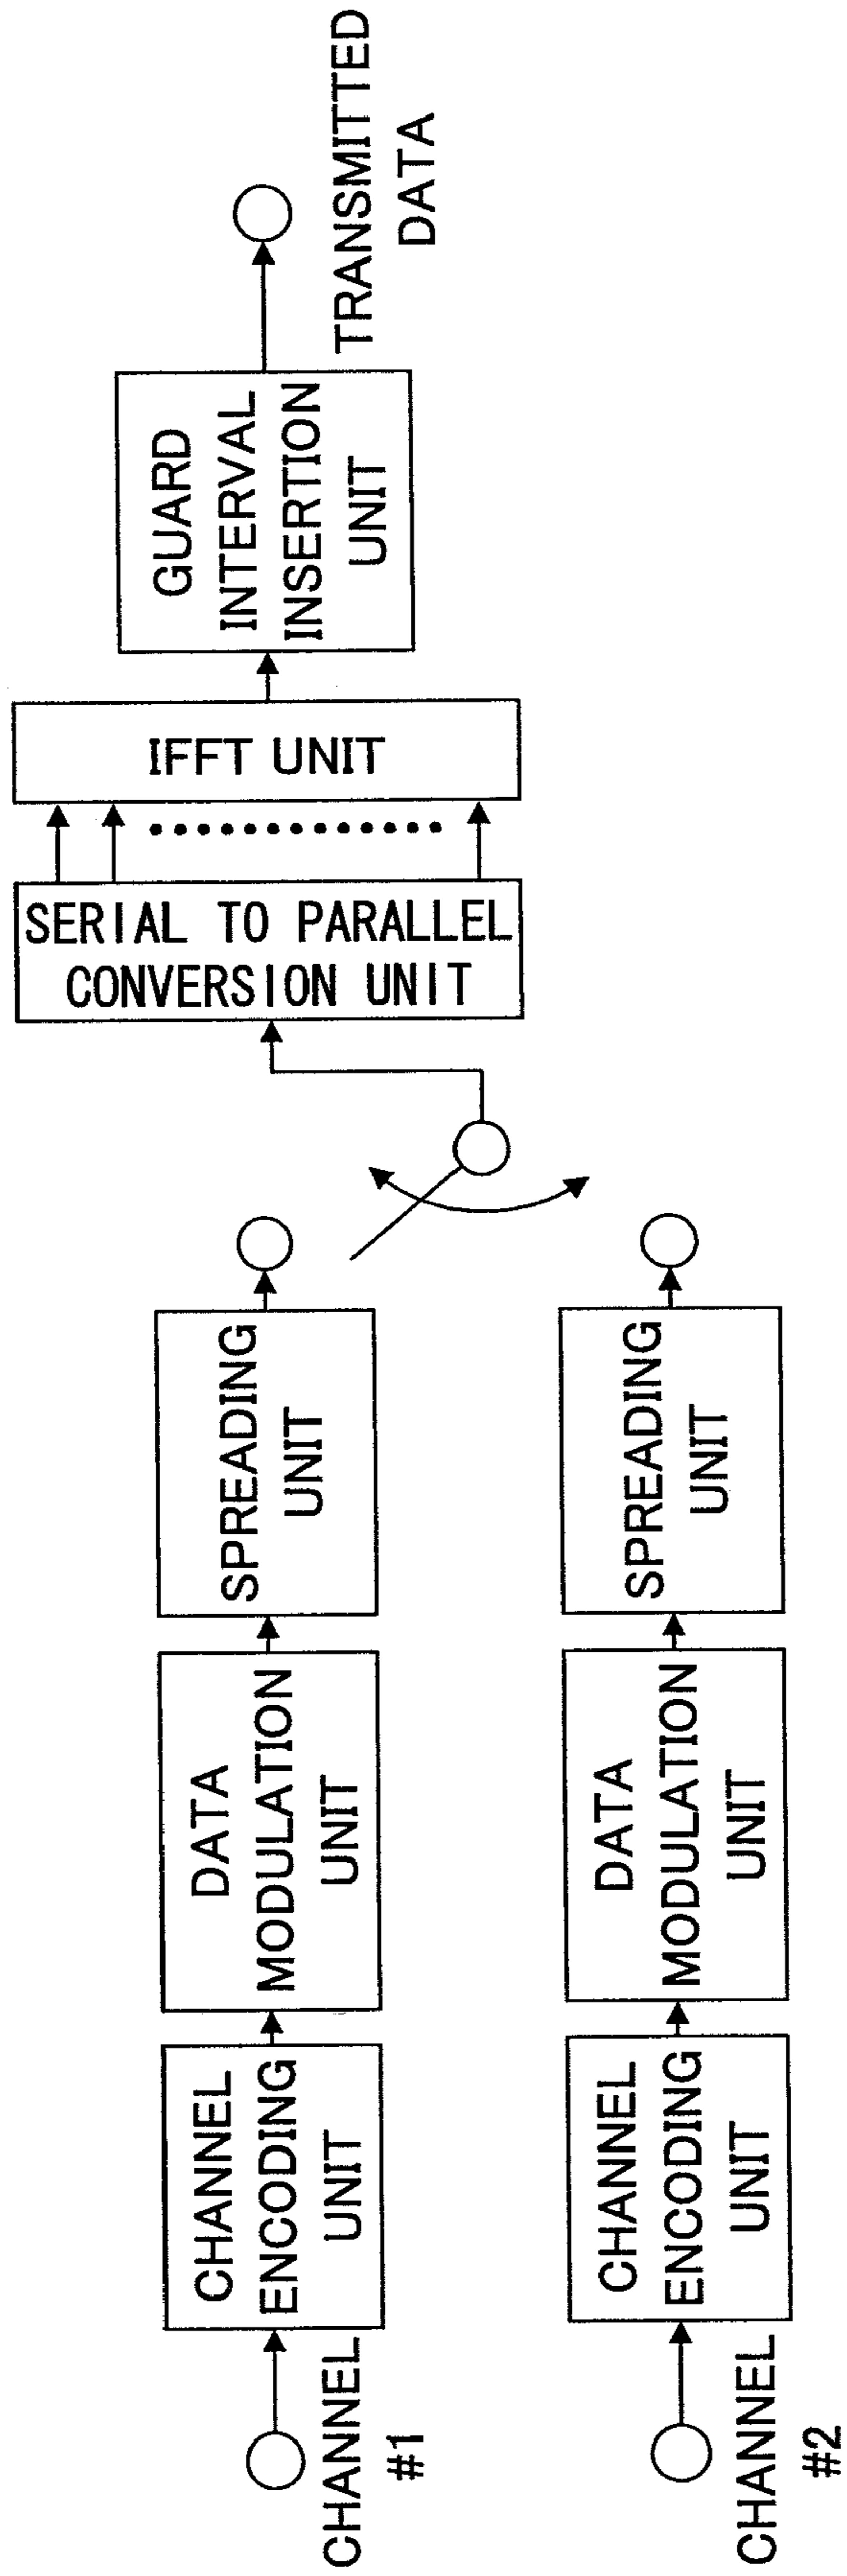 CHANNEL
#1
CHANNEL
ENCODING
UNIT
DATA
MODULATION
UNIT
SPREADING
UNIT
CHANNEL
#2
CHANNEL
ENCODING
UNIT
DATA
MODULATION
UNIT
SPREADING
UNIT
SERIAL TO PARALLEL
CONVERSION UNIT
IFFT UNIT
GUARD
INTERVAL
INSERTION
UNIT
TRANSMITTED
DATA